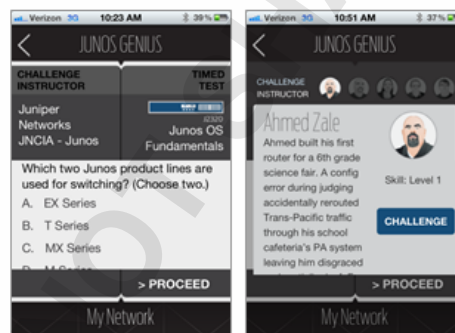 Verizon 3G 10:23 AM 39%
JUNOS GENIUS
CHALLENGE
INSTRUCTOR
TIMED
TEST
Juniper
Networks
JNCIA - Junos
J2320
Junos OS
Fundamentals
Which two Junos product lines are
used for switching? (Choose two.)
A. EX Series
B. T Series
C. MX Series
D. M Series
> PROCEED
My Network
Verizon 3G 10:51 AM 37%
JUNOS GENIUS
CHALLENGE
INSTRUCTOR
Ahmed Zale
Ahmed built his first
router for a 6th grade
science fair. A config
error during judging
accidentally rerouted
Trans-Pacific traffic
through his school
cafeteria's PA system
leaving him disgraced
Skill: Level 1
CHALLENGE
> PROCEED
My Network